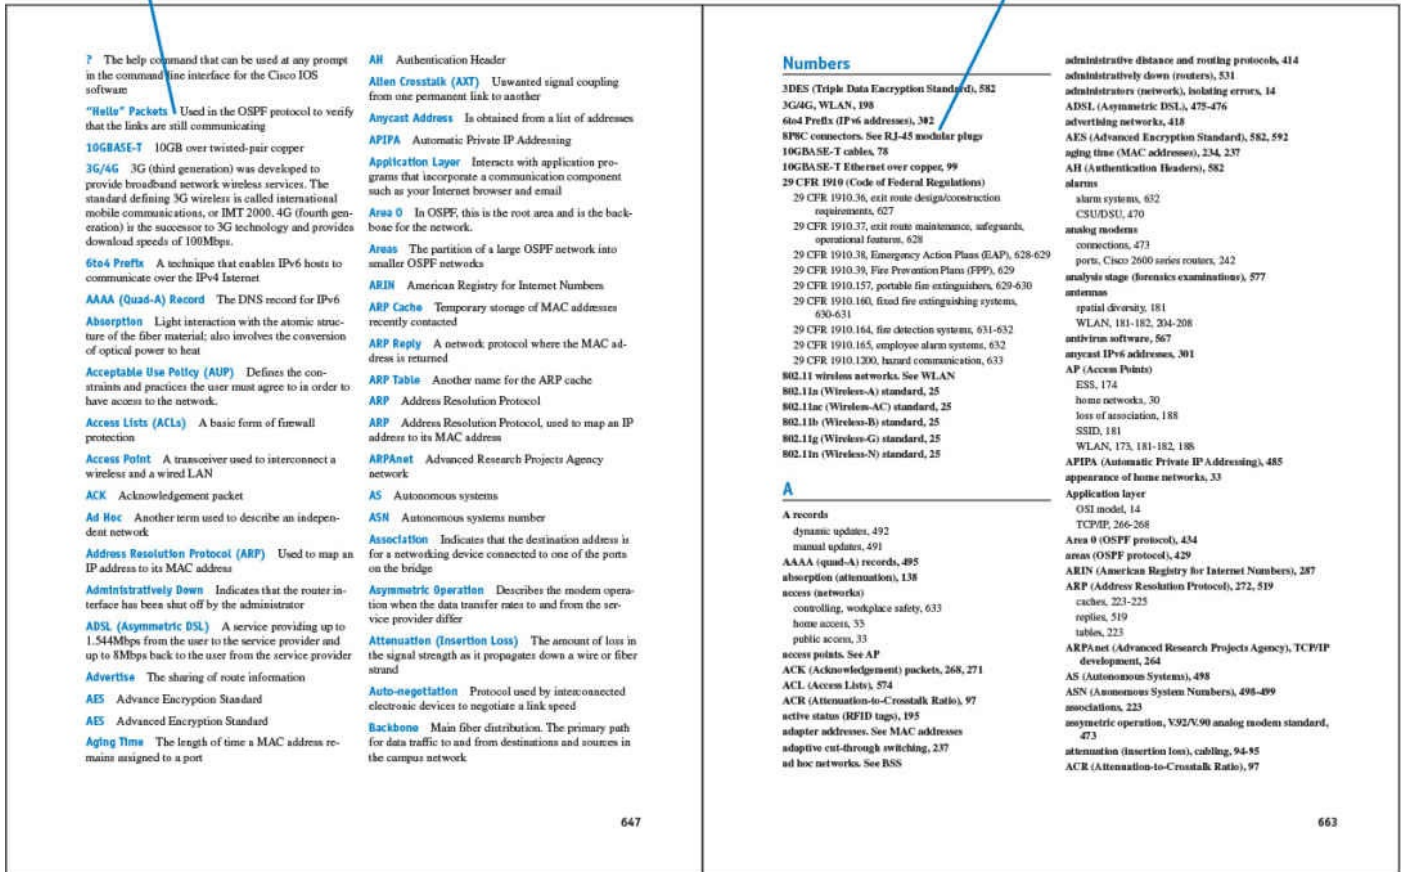 ? The help command that can be used at any prompt
in the command line interface for the Cisco IOS
software
"Hello" Packets Used in the OSPF protocol to verify
that the links are still communicating
10GBASE-T 10GB over twisted-pair copper
3G/4G 3G (third generation) was developed to
provide broadband network wireless services. The
standard defining 3G wireless is called international
mobile communications, or IMT 2000. 4G (fourth gen-
eration) is the successor to 3G technology and provides
download speeds of 100Mbps.
6to4 Prefix A technique that enables IPv6 hosts to
communicate over the IPv4 Internet
AAAA (Quad-A) Record The DNS record for IPv6
Absorption Light interaction with the atomic struc-
ture of the fiber material; also involves the conversion
of optical power to heat
Acceptable Use Policy (AUP) Defines the con-
straints and practices the user must agree to in order to
have access to the network.
Access Lists (ACLs) A basic form of firewall
protection
Access Point A transceiver used to interconnect a
wireless and a wired LAN
ACK Acknowledgement packet
Ad Hoc Another term used to describe an indepen-
dent network
Address Resolution Protocol (ARP) Used to map an
IP address to its MAC address
Administratively Down Indicates that the router in-
terface has been shut off by the administrator
ADSL (Asymmetric DSL) A service providing up to
1.544Mbps from the user to the service provider and
up to 8Mbps back to the user from the service provider
Advertise The sharing of route information
AES Advance Encryption Standard
AES Advanced Encryption Standard
Aging Time The length of time a MAC address re-
mains assigned to a port
AH Authentication Header
Allen Crosstalk (AXT) Unwanted signal coupling
from one permanent link to another
Anycast Address Is obtained from a list of addresses
APIPA Automatic Private IP Addressing
Application Layer Interacts with application pro-
grams that incorporate a communication component
such as your Internet browser and email
Area 0 In OSPF, this is the root area and is the back-
bone for the network.
Areas The partition of a large OSPF network into
smaller OSPF networks
ARIN American Registry for Internet Numbers
ARP Cache Temporary storage of MAC addresses
recently contacted
ARP Reply A network protocol where the MAC ad-
dress is returned
ARP Table Another name for the ARP cache
ARP Address Resolution Protocol
ARP Address Resolution Protocol, used to map an IP
address to its MAC address
ARPAnet Advanced Research Projects Agency
network
AS Autonomous systems
ASN Autonomous systems number
Association Indicates that the destination address is
for a networking device connected to one of the ports
on the bridge
Asymmetric Operation Describes the modem opera-
tion when the data transfer rates to and from the ser-
vice provider differ
Attenuation (Insertion Loss) The amount of loss in
the signal strength as it propagates down a wire or fiber
strand
Auto-negotiation Protocol used by interconnected
electronic devices to negotiate a link speed
Backbone Main fiber distribution. The primary path
for data traffic to and from destinations and sources in
the campus network
647
Numbers
3DES (Triple Data Encryption Standard), 582
3G/4G, WLAN, 198
6to4 Prefix (IPv6 addresses), 302
8P8C connectors. See RJ-45 modular plugs
10GBASE-T cables, 78
10GBASE-T Ethernet over copper, 99
29 CFR 1910 (Code of Federal Regulations)
29 CFR 1910.36, exit route design/construction
requirements, 627
29 CFR 1910.37, exit route maintenance, safeguards,
operational features, 628
29 CFR 1910.38, Emergency Action Plans (EAP), 628-629
29 CFR 1910.39, Fire Prevention Plans (FPP), 629
29 CFR 1910.157, portable fire extinguishers, 629-630
29 CFR 1910.160, fixed fire extinguishing systems,
630-631
29 CFR 1910.164, fire detection systems, 631-632
29 CFR 1910.165, employee alarm systems, 632
29 CFR 1910.1200, hazard communication, 633
802.11 wireless networks. See WLAN
802.11a (Wireless-A) standard, 25
802.11ac (Wireless-AC) standard, 25
802.11b (Wireless-B) standard, 25
802.11g (Wireless-G) standard, 25
802.11n (Wireless-N) standard, 25
A
A records
dynamic updates, 492
manual updates, 491
AAAA (quad-A) records, 495
absorption (attenuation), 138
access (networks)
controlling, workplace safety, 633
home access, 33
public access, 33
access points. See AP
ACK (Acknowledgement) packets, 268, 271
ACL (Access Lists), 574
ACR (Attenuation-to-Crosstalk Ratio), 97
active status (RFID tags), 195
adapter addresses. See MAC addresses
adaptive cut-through switching, 237
ad hoc networks. See BSS
administrative distance and routing protocols, 414
administratively down (routers), 531
administrators (network), isolating errors, 14
ADSL (Asymmetric DSL), 475-476
advertising networks, 418
AES (Advanced Encryption Standard), 582, 592
aging time (MAC addresses), 234, 237
AH (Authentication Headers), 582
alarms
alarm systems, 632
CSU/DSU, 470
analog modems
connections, 473
ports, Cisco 2600 series routers, 242
analysis stage (forensics examinations), 577
antennas
spatial diversity, 181
WLAN, 181-182, 204-208
antivirus software, 567
anycast IPv6 addresses, 301
AP (Access Points)
ESS, 174
home networks, 30
loss of association, 188
SSID, 181
WLAN, 173, 181-182, 188
APIPA (Automatic Private IP Addressing), 485
appearance of home networks, 33
Application layer
OSI model, 14
TCP/IP, 266-268
Area 0 (OSPF protocol), 434
areas (OSPF protocol), 429
ARIN (American Registry for Internet Numbers), 287
ARP (Address Resolution Protocol), 272, 519
caches, 223-225
replies, 519
tables, 223
ARPAnet (Advanced Research Projects Agency), TCP/IP
development, 264
AS (Autonomous Systems), 498
ASN (Anonomous System Numbers), 498-499
associations, 223
assymetric operation, V.92/V.90 analog modem standard,
473
attenuation (insertion loss), cabling, 94-95
ACR (Attenuation-to-Crosstalk Ratio), 97
663